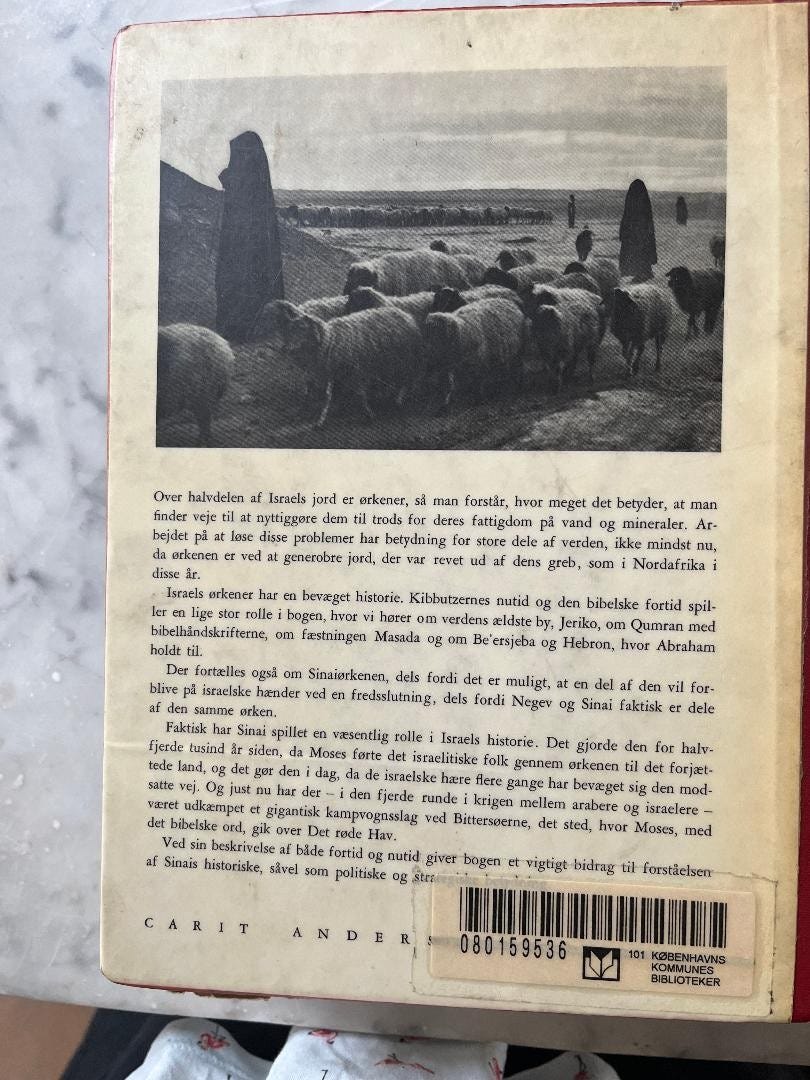 Over halvdelen af Israels jord er ørkener, så man forstår, hvor meget det betyder, at man
finder veje til at nyttiggøre dem til trods for deres fattigdom på vand og mineraler. Ar-
bejdet på at løse disse problemer har betydning for store dele af verden, ikke mindst nu,
da ørkenen er ved at generobre jord, der var revet ud af dens greb, som i Nordafrika i
disse år.
Israels ørkener har en bevæget historie. Kibbutzernes nutid og den bibelske fortid spil-
ler en lige stor rolle i bogen, hvor vi hører om verdens ældste by, Jeriko, om Qumran med
bibelhåndskrifterne, om fæstningen Masada og om Be'ersjeba og Hebron, hvor Abraham
holdt til.
Der fortælles også om Sinaiørkenen, dels fordi det er muligt, at en del af den vil for-
blive på israelske hænder ved en fredsslutning, dels fordi Negev og Sinai faktisk er dele
af den samme ørken.
Faktisk har Sinai spillet en væsentlig rolle i Israels historie. Det gjorde den for halv-
fjerde tusind år siden, da Moses førte det israelitiske folk gennem ørkenen til det forjæt-
tede land, og det gør den i dag, da de israelske hære flere gange har bevæget sig den mod-
satte vej. Og just nu har der – i den fjerde runde i krigen mellem arabere og israelere –
været udkæmpet et gigantisk kampvognsslag ved Bittersøerne, det sted, hvor Moses, med
det bibelske ord, gik over Det røde Hav.
Ved sin beskrivelse af både fortid og nutid giver bogen et vigtigt bidrag til forståelsen
af Sinais historiske, såvel som politiske og
CARIT ANDERS
080159536
101 KØBENHAVNS
KOMMUNES
BIBLIOTEKER